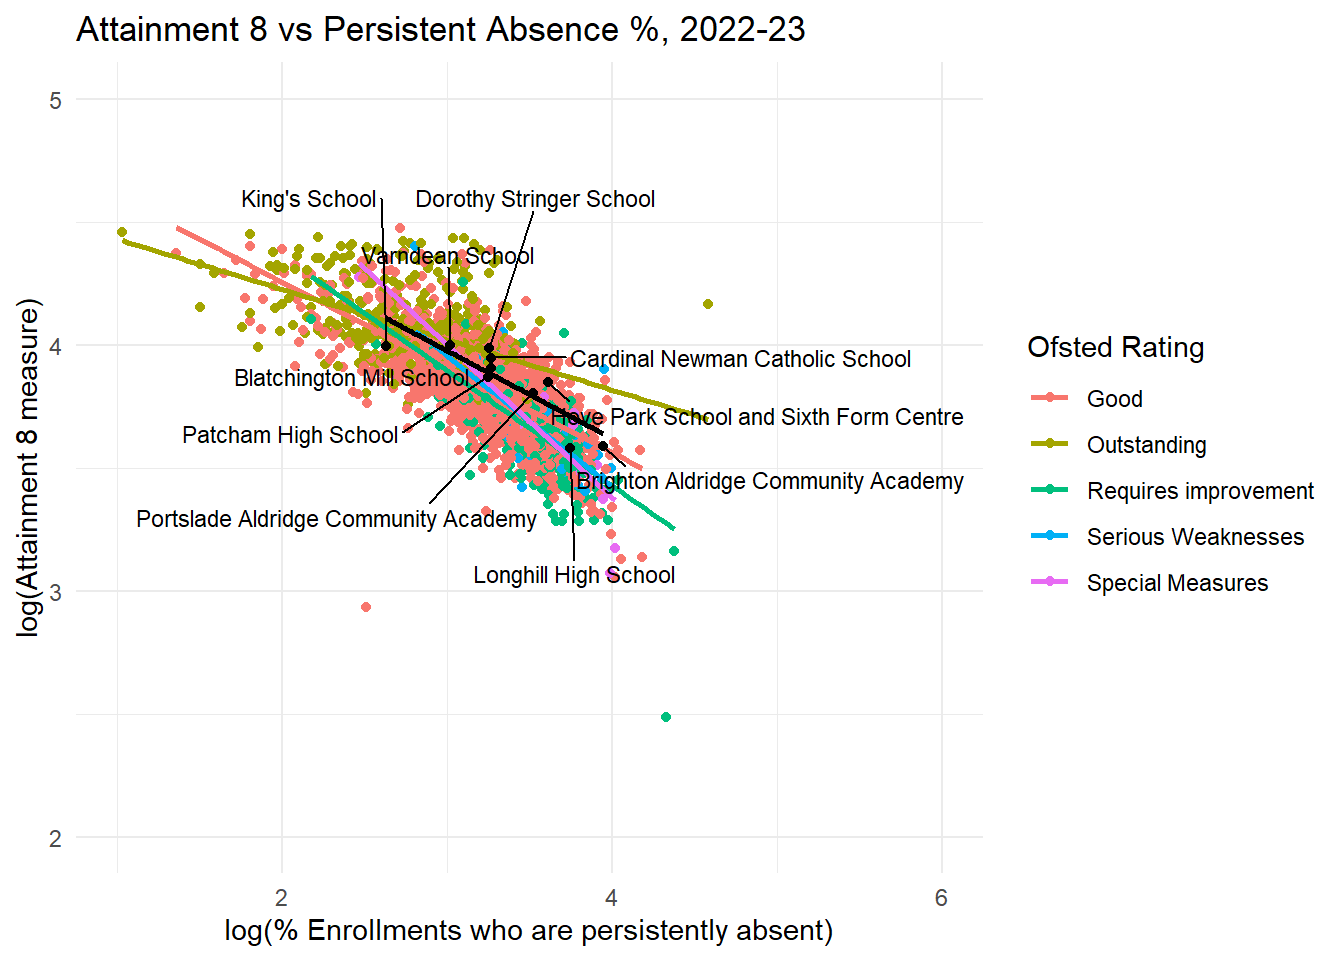 Attainment 8 vs Persistent Absence %, 2022-23
log(Attainment 8 measure)
5
4
3
2
King's School
Dorothy Stringer School
Varndean School
Cardinal Newman Catholic School
Blatchington Mill School
Hove Park School and Sixth Form Centre
Patcham High School
Brighton Aldridge Community Academy
Portslade Aldridge Community Academy
Longhill High School
2
4
6
log(% Enrollments who are persistently absent)
Ofsted Rating
Good
Outstanding
Requires improvement
Serious Weaknesses
Special Measures